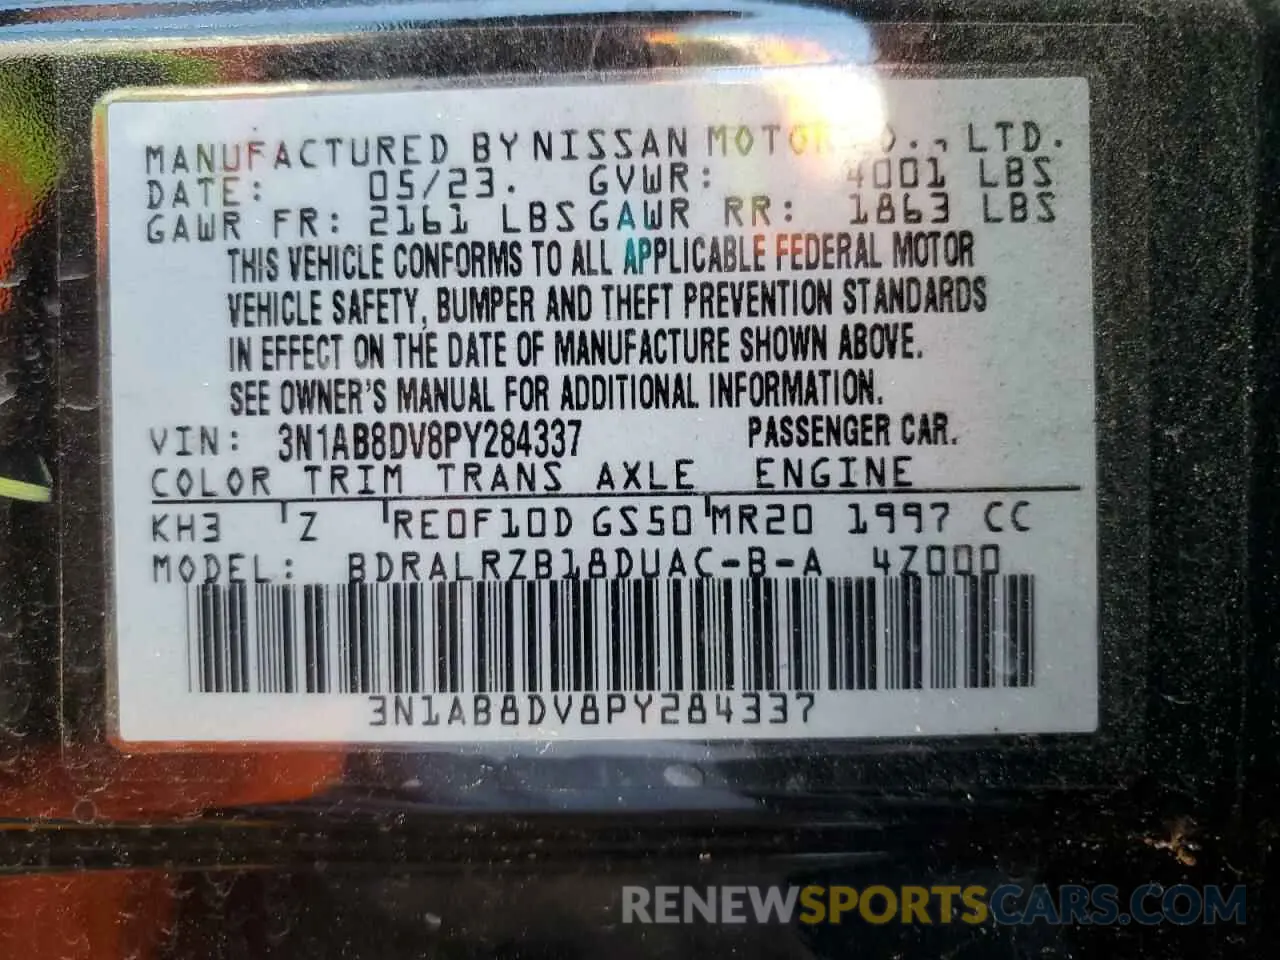 MANUFACTURED BY NISSAN MOTOR CO., LTD.
DATE: 05/23. GVWR: 4001 LBS
GAWR FR: 2161 LBS GAWR RR: 1863 LBS
THIS VEHICLE CONFORMS TO ALL APPLICABLE FEDERAL MOTOR
VEHICLE SAFETY, BUMPER AND THEFT PREVENTION STANDARDS
IN EFFECT ON THE DATE OF MANUFACTURE SHOWN ABOVE.
SEE OWNER'S MANUAL FOR ADDITIONAL INFORMATION.
VIN: 3N1AB8DV8PY284337 PASSENGER CAR.
COLOR TRIM TRANS AXLE ENGINE
KH3 Z RE0F10D GS50 MR20 1997 CC
MODEL: BDRALRZB18DUAC-B-A 4Z000
3N1AB8DV8PY284337
RENEWSPORTSCARS.COM